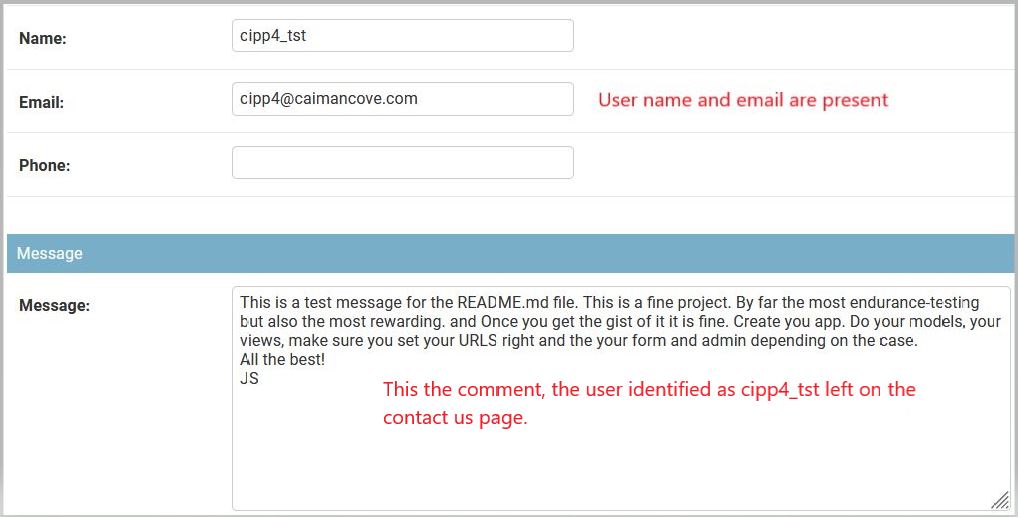 Name:
cipp4_tst
Email:
cipp4@caimancove.com
User name and email are present
Phone:
Message
Message:
This is a test message for the README.md file. This is a fine project. By far the most endurance-testing
but also the most rewarding. and Once you get the gist of it it is fine. Create you app. Do your models, your
views, make sure you set your URLS right and the your form and admin depending on the case.
All the best!
JS
This the comment, the user identified as cipp4_tst left on the
contact us page.